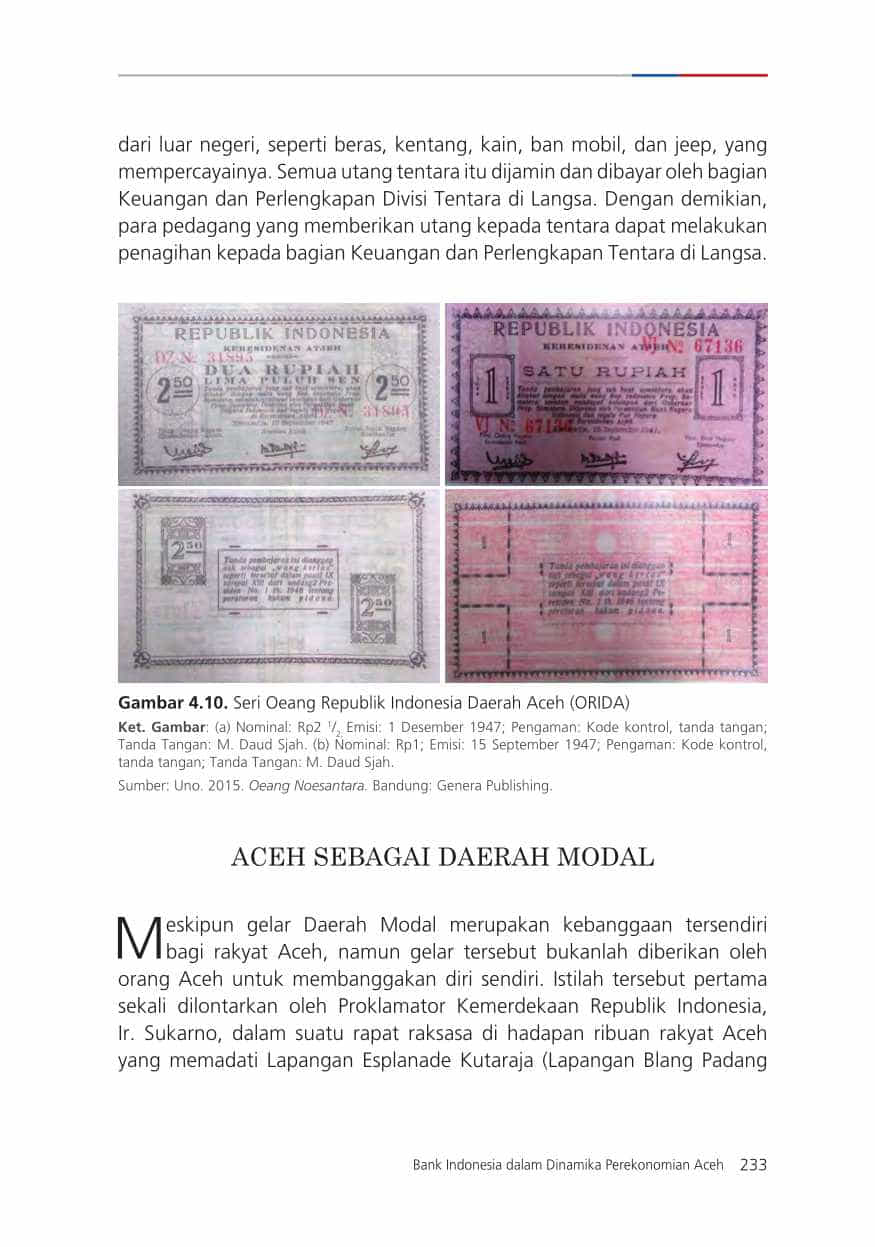 dari luar negeri, seperti beras, kentang, kain, ban mobil, dan jeep, yang
mempercayainya. Semua utang tentara itu dijamin dan dibayar oleh bagian
Keuangan dan Perlengkapan Divisi Tentara di Langsa. Dengan demikian,
para pedagang yang memberikan utang kepada tentara dapat melakukan
penagihan kepada bagian Keuangan dan Perlengkapan Tentara di Langsa.
REPUBLIK INDONESIA
KERESIDENAN ATJEH
DZ No 31895
DUA RUPIAH
LIMA PULUH SEN
2 50
2 50
REPUBLIK INDONESIA
KERESIDENAN ATJEH
VI No 67136
SATU RUPIAH
1
1
VI No 67136
2 50
Tanda pembajaran ini dianggap
sebagai „wang kertas"
seperti tersebut dalam pasal IX
sampai XIII dari undang2 Pre-
siden No. 1 th. 1946 tentang
peraturan hukum pidana.
2 50
1
1
Tanda pembajaran ini dianggap
sebagai „wang kertas"
seperti tersebut dalam pasal IX
sampai XIII dari undang2 Pre-
siden No. 1 th. 1946 tentang
peraturan hukum pidana.
1
1
Gambar 4.10. Seri Oeang Republik Indonesia Daerah Aceh (ORIDA)
Ket. Gambar: (a) Nominal: Rp2 1/2, Emisi: 1 Desember 1947; Pengaman: Kode kontrol, tanda tangan;
Tanda Tangan: M. Daud Sjah. (b) Nominal: Rp1; Emisi: 15 September 1947; Pengaman: Kode kontrol,
tanda tangan; Tanda Tangan: M. Daud Sjah.
Sumber: Uno. 2015. Oeang Noesantara. Bandung: Genera Publishing.
ACEH SEBAGAI DAERAH MODAL
Meskipun gelar Daerah Modal merupakan kebanggaan tersendiri
bagi rakyat Aceh, namun gelar tersebut bukanlah diberikan oleh
orang Aceh untuk membanggakan diri sendiri. Istilah tersebut pertama
sekali dilontarkan oleh Proklamator Kemerdekaan Republik Indonesia,
Ir. Sukarno, dalam suatu rapat raksasa di hadapan ribuan rakyat Aceh
yang memadati Lapangan Esplanade Kutaraja (Lapangan Blang Padang
Bank Indonesia dalam Dinamika Perekonomian Aceh 233